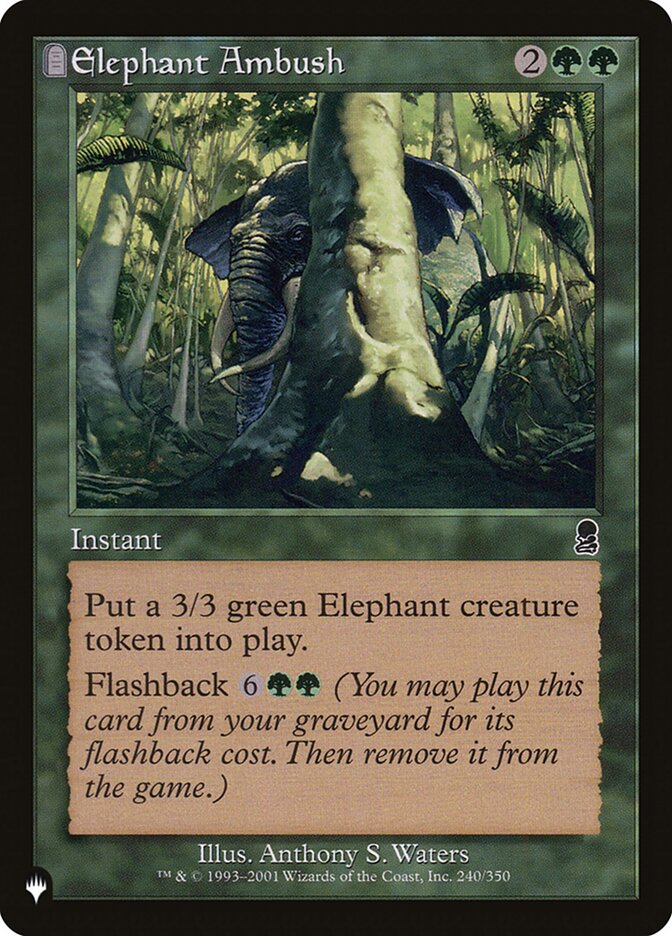 Elephant Ambush 2
Instant
Put a 3/3 green Elephant creature
token into play.
Flashback 6 (You may play this
card from your graveyard for its
flashback cost. Then remove it from
the game.)
Illus. Anthony S. Waters
™ & © 1993–2001 Wizards of the Coast, Inc. 240/350